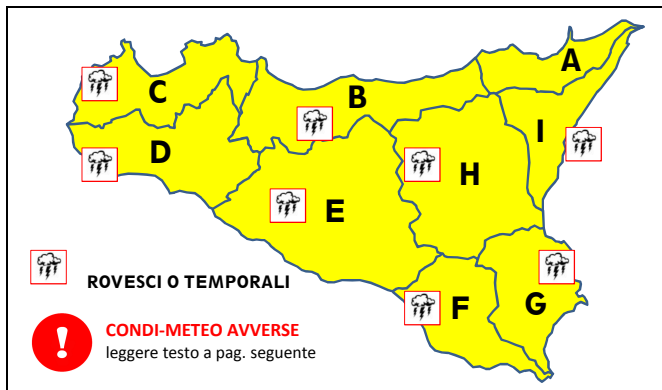 A
C
B
I
D
H
E
ROVESCI O TEMPORALI
F
G
!
CONDI-METEO AVVERSE
leggere testo a pag. seguente